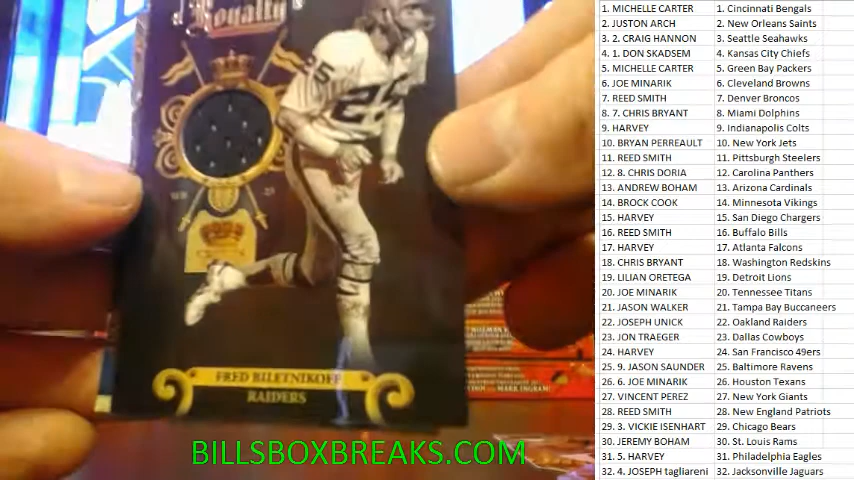 Royalty
25
FRED BILETNIKOFF
RAIDERS
BILLSBOXBREAKS.COM
1. MICHELLE CARTER 1. Cincinnati Bengals
2. JUSTON ARCH 2. New Orleans Saints
3. 2. CRAIG HANNON 3. Seattle Seahawks
4. 1. DON SKADSEM 4. Kansas City Chiefs
5. MICHELLE CARTER 5. Green Bay Packers
6. JOE MINARIK 6. Cleveland Browns
7. REED SMITH 7. Denver Broncos
8. 7. CHRIS BRYANT 8. Miami Dolphins
9. HARVEY 9. Indianapolis Colts
10. BRYAN PERREAULT 10. New York Jets
11. REED SMITH 11. Pittsburgh Steelers
12. 8. CHRIS DORIA 12. Carolina Panthers
13. ANDREW BOHAM 13. Arizona Cardinals
14. BROCK COOK 14. Minnesota Vikings
15. HARVEY 15. San Diego Chargers
16. REED SMITH 16. Buffalo Bills
17. HARVEY 17. Atlanta Falcons
18. CHRIS BRYANT 18. Washington Redskins
19. LILIAN ORETEGA 19. Detroit Lions
20. JOE MINARIK 20. Tennessee Titans
21. JASON WALKER 21. Tampa Bay Buccaneers
22. JOSEPH UNICK 22. Oakland Raiders
23. JON TRAEGER 23. Dallas Cowboys
24. HARVEY 24. San Francisco 49ers
25. 9. JASON SAUNDER 25. Baltimore Ravens
26. 6. JOE MINARIK 26. Houston Texans
27. VINCENT PEREZ 27. New York Giants
28. REED SMITH 28. New England Patriots
29. 3. VICKIE ISENHART 29. Chicago Bears
30. JEREMY BOHAM 30. St. Louis Rams
31. 5. HARVEY 31. Philadelphia Eagles
32. 4. JOSEPH tagliareni 32. Jacksonville Jaguars